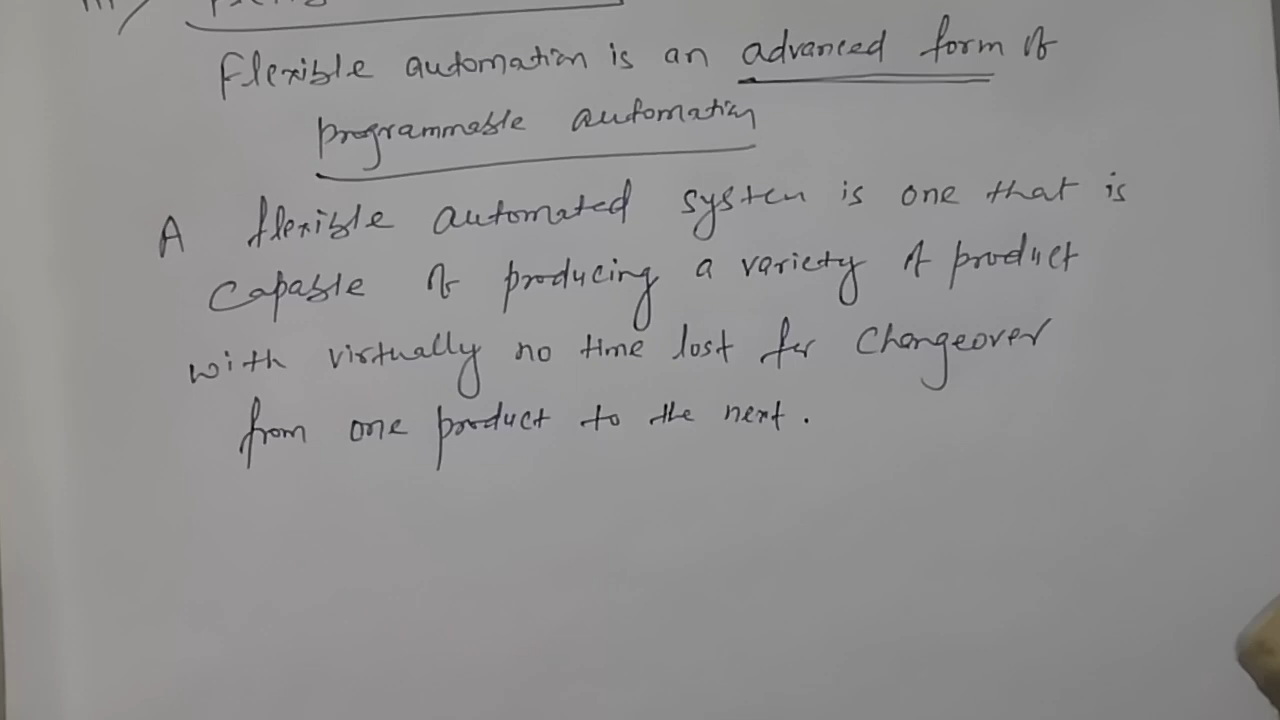 iii)
Flexible automation is an advanced form of
programmable automation
A flexible automated system is one that is
capable of producing a variety of product
with virtually no time lost for changeover
from one product to the next.